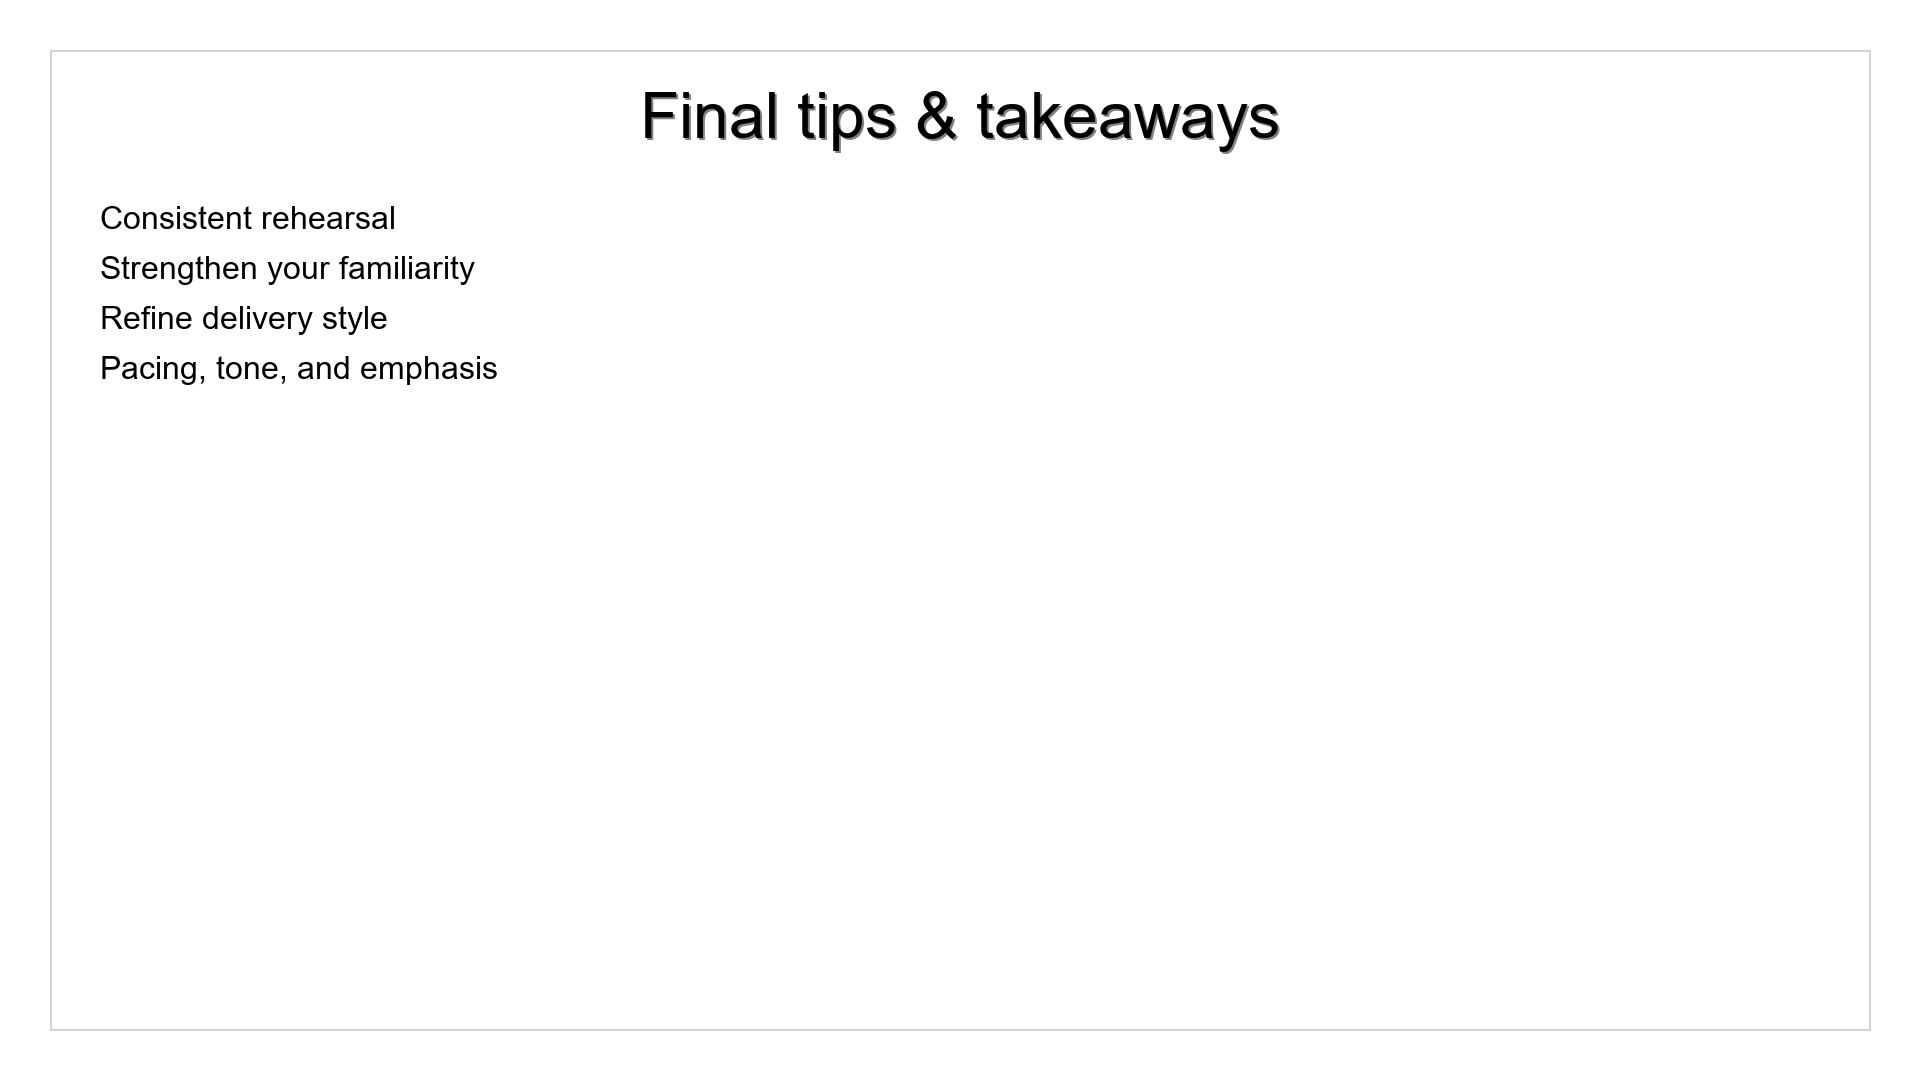 Final tips & takeaways
Consistent rehearsal
Strengthen your familiarity
Refine delivery style
Pacing, tone, and emphasis